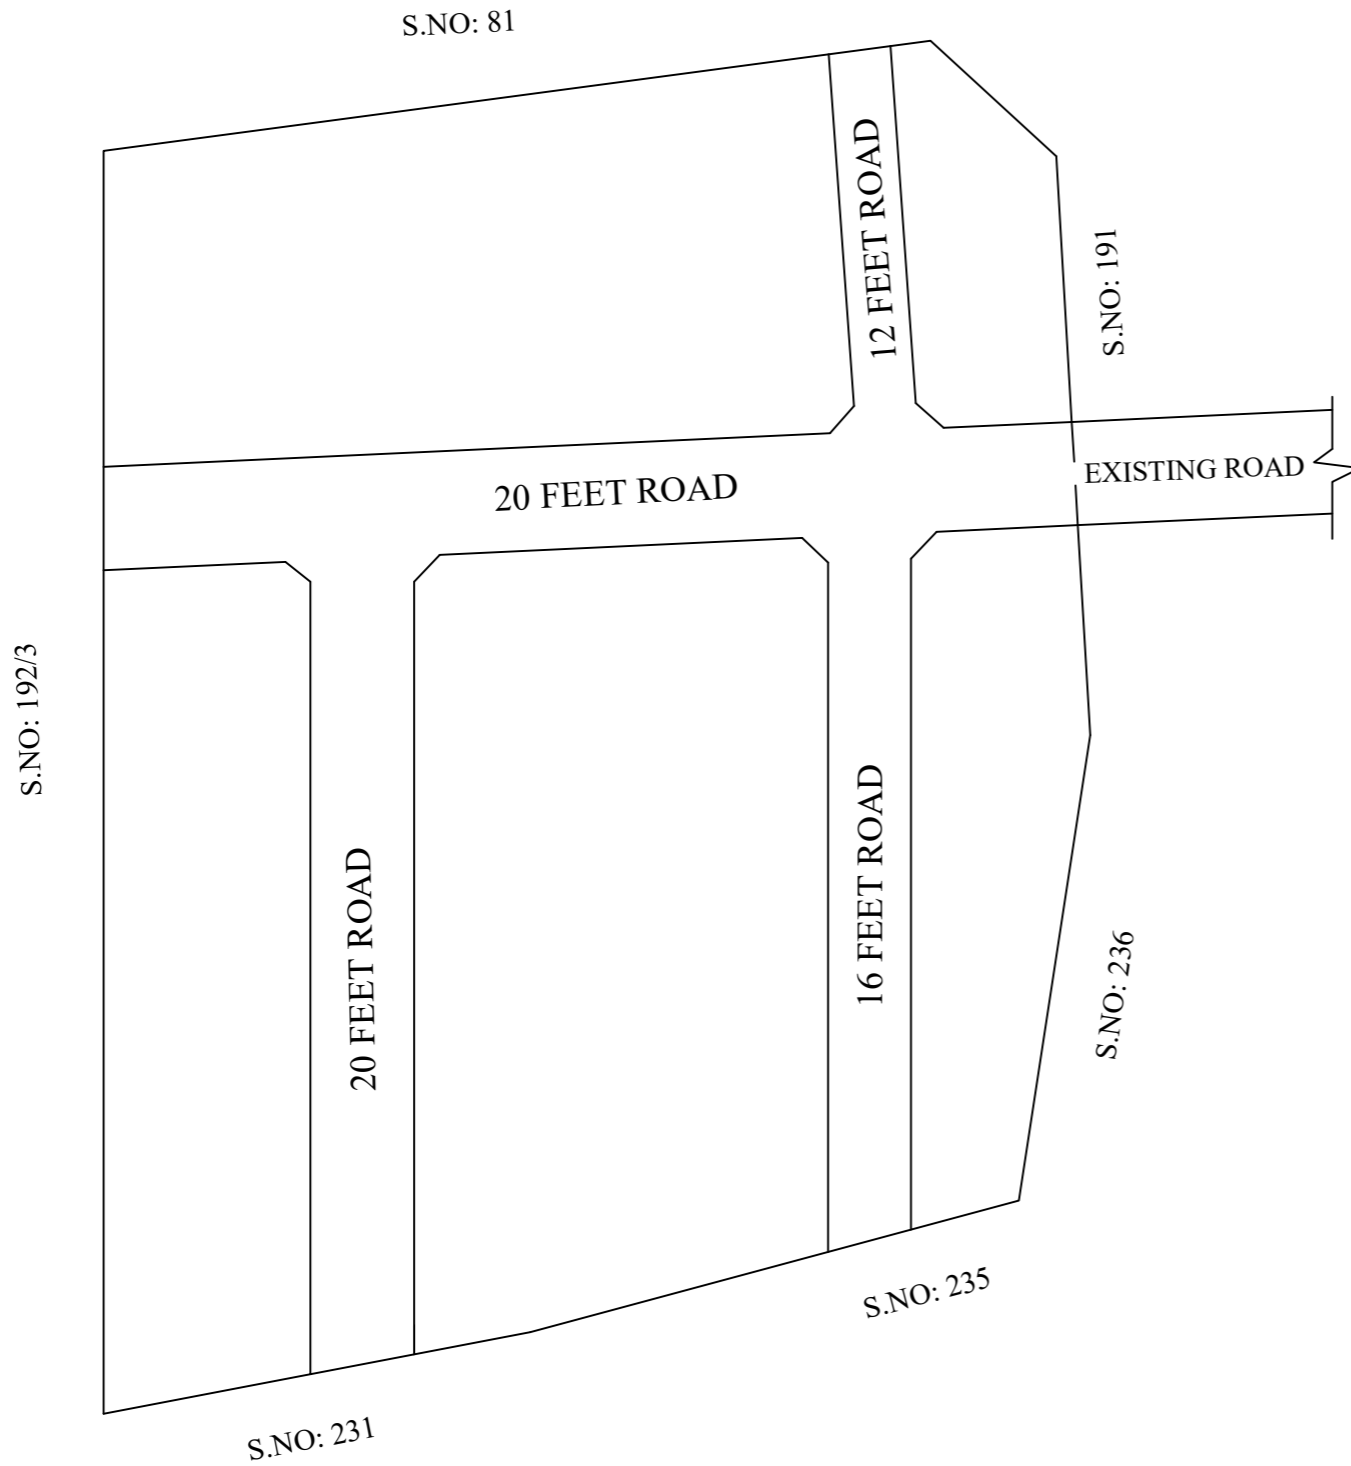 S.NO: 81
12 FEET ROAD
S.NO: 191
EXISTING ROAD
20 FEET ROAD
S.NO: 192/3
20 FEET ROAD
16 FEET ROAD
S.NO: 236
S.NO: 235
S.NO: 231